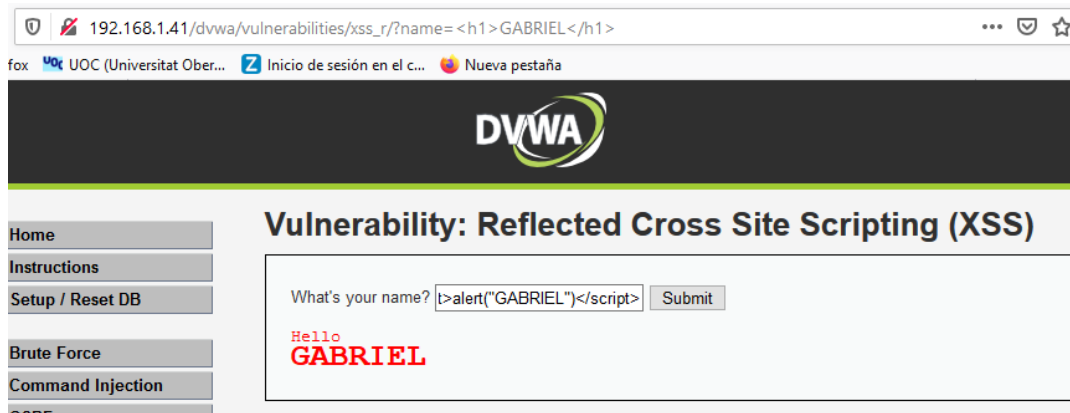 192.168.1.41/dvwa/vulnerabilities/xss_r/?name=<h1>GABRIEL</h1>
fox UOC UOC (Universitat Ober... Z Inicio de sesión en el c... Nueva pestaña
DVWA
Vulnerability: Reflected Cross Site Scripting (XSS)
Home
Instructions
Setup / Reset DB
What's your name? t>alert("GABRIEL")</script> Submit
Hello
GABRIEL
Brute Force
Command Injection